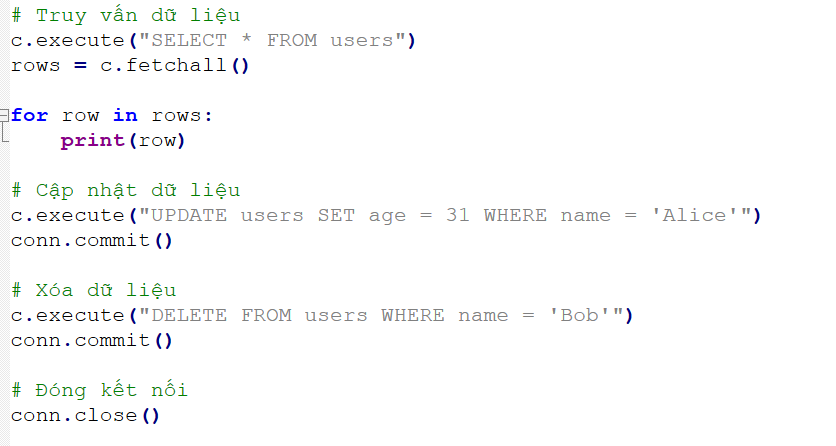 # Truy vấn dữ liệu
c.execute("SELECT * FROM users")
rows = c.fetchall()
for row in rows:
    print(row)
# Cập nhật dữ liệu
c.execute("UPDATE users SET age = 31 WHERE name = 'Alice'")
conn.commit()
# Xóa dữ liệu
c.execute("DELETE FROM users WHERE name = 'Bob'")
conn.commit()
# Đóng kết nối
conn.close()